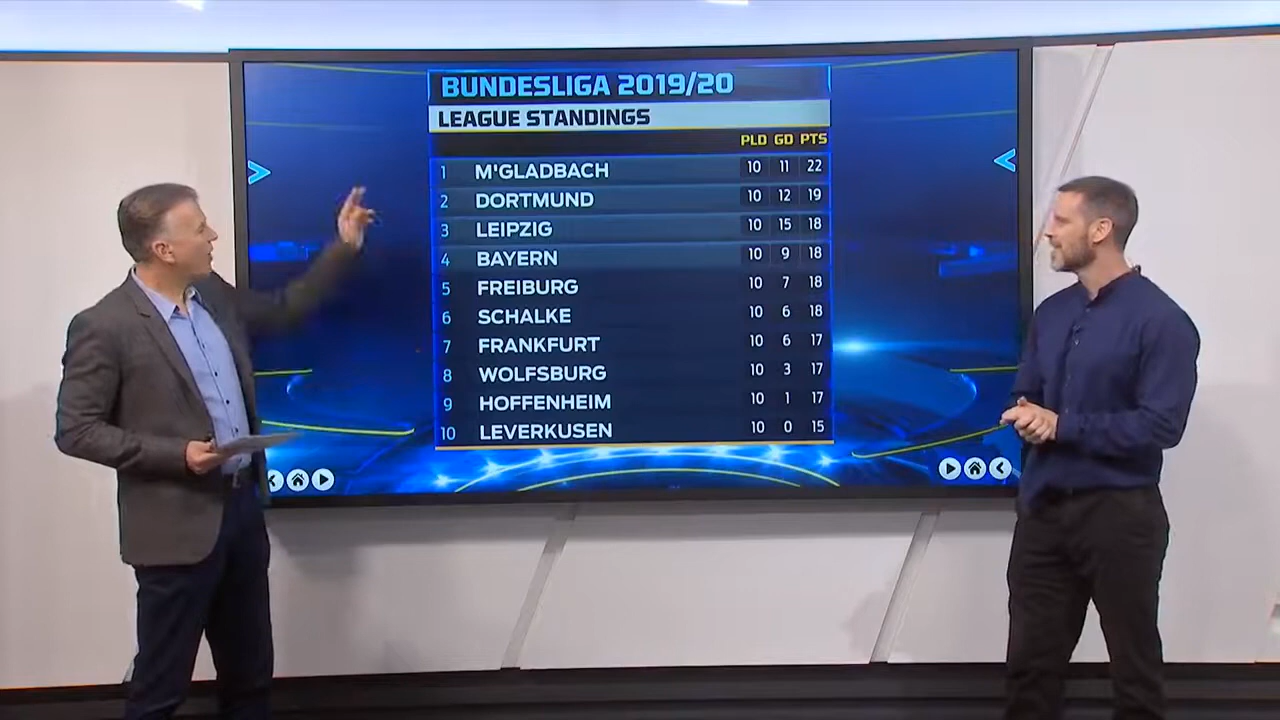 BUNDESLIGA 2019/20
LEAGUE STANDINGS
PLD GD PTS
1 M'GLADBACH 10 11 22
2 DORTMUND 10 12 19
3 LEIPZIG 10 15 18
4 BAYERN 10 9 18
5 FREIBURG 10 7 18
6 SCHALKE 10 6 18
7 FRANKFURT 10 6 17
8 WOLFSBURG 10 3 17
9 HOFFENHEIM 10 1 17
10 LEVERKUSEN 10 0 15